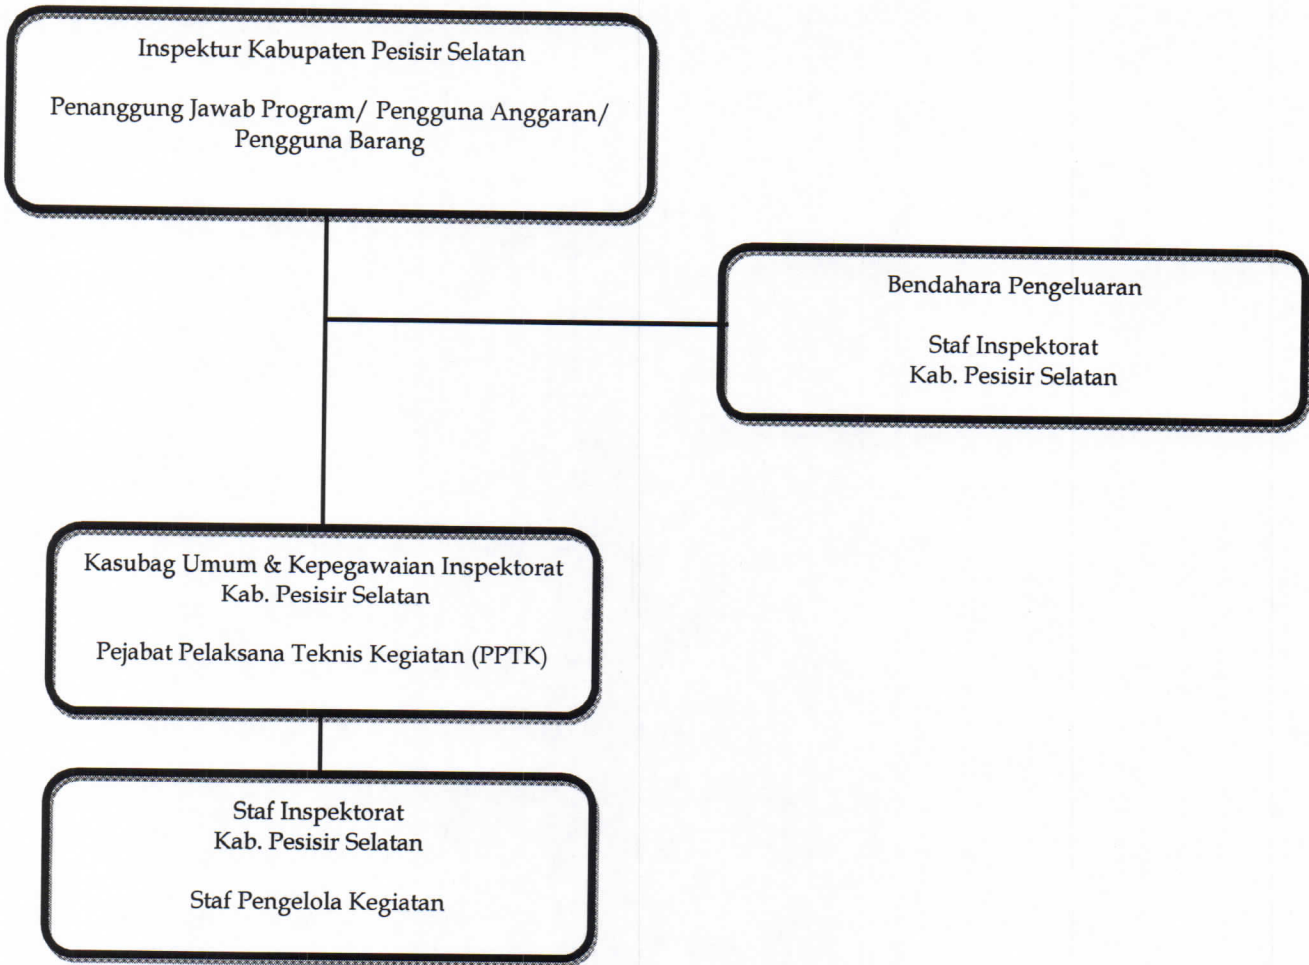 Inspektur Kabupaten Pesisir Selatan
Penanggung Jawab Program/ Pengguna Anggaran/
Pengguna Barang
Bendahara Pengeluaran
Staf Inspektorat
Kab. Pesisir Selatan
Kasubag Umum & Kepegawaian Inspektorat
Kab. Pesisir Selatan
Pejabat Pelaksana Teknis Kegiatan (PPTK)
Staf Inspektorat
Kab. Pesisir Selatan
Staf Pengelola Kegiatan